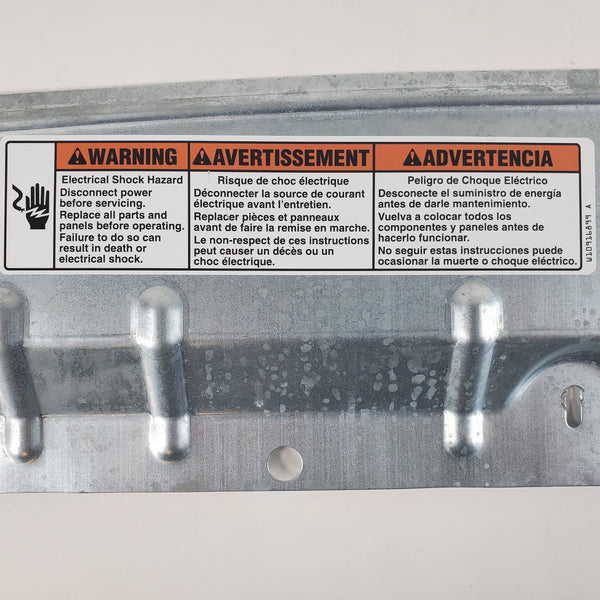 WARNING
Electrical Shock Hazard
Disconnect power
before servicing.
Replace all parts and
panels before operating.
Failure to do so can
result in death or
electrical shock.
AVERTISSEMENT
Risque de choc électrique
Déconnecter la source de courant
électrique avant l'entretien.
Replacer pièces et panneaux
avant de faire la remise en marche.
Le non-respect de ces instructions
peut causer un décès ou un
choc électrique.
ADVERTENCIA
Peligro de Choque Eléctrico
Desconecte el suministro de energía
antes de darle mantenimiento.
Vuelva a colocar todos los
componentes y paneles antes de
hacerlo funcionar.
No seguir estas instrucciones puede
ocasionar la muerte o choque eléctrico.
W10916899 A